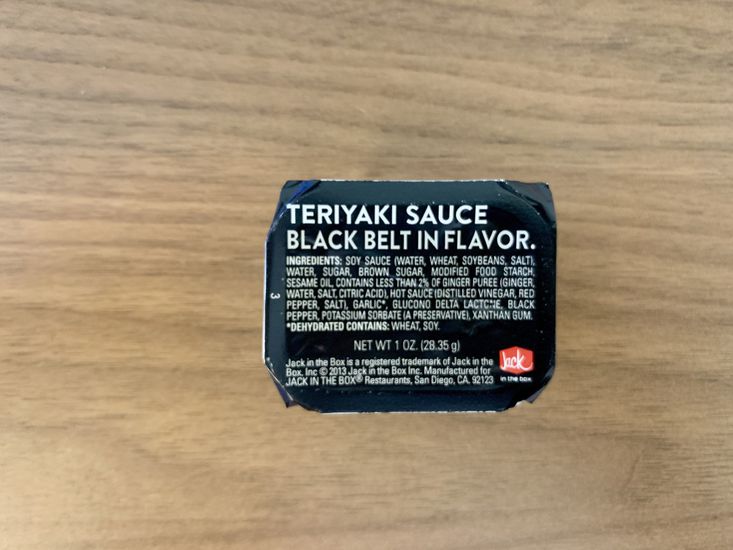 TERIYAKI SAUCE
BLACK BELT IN FLAVOR.
INGREDIENTS: SOY SAUCE (WATER, WHEAT, SOYBEANS, SALT),
WATER, SUGAR, BROWN SUGAR, MODIFIED FOOD STARCH,
SESAME OIL, CONTAINS LESS THAN 2% OF GINGER PUREE (GINGER,
WATER, SALT, CITRIC ACID), HOT SAUCE (DISTILLED VINEGAR, RED
PEPPER, SALT), GARLIC*, GLUCONO DELTA LACTONE, BLACK
PEPPER, POTASSIUM SORBATE (A PRESERVATIVE), XANTHAN GUM.
*DEHYDRATED CONTAINS: WHEAT, SOY.
3
NET WT 1 OZ. (28.35 g)
Jack in the Box is a registered trademark of Jack in the
Box. Inc © 2013 Jack in the Box Inc. Manufactured for
JACK IN THE BOX® Restaurants, San Diego, CA. 92123
Jack
in the box